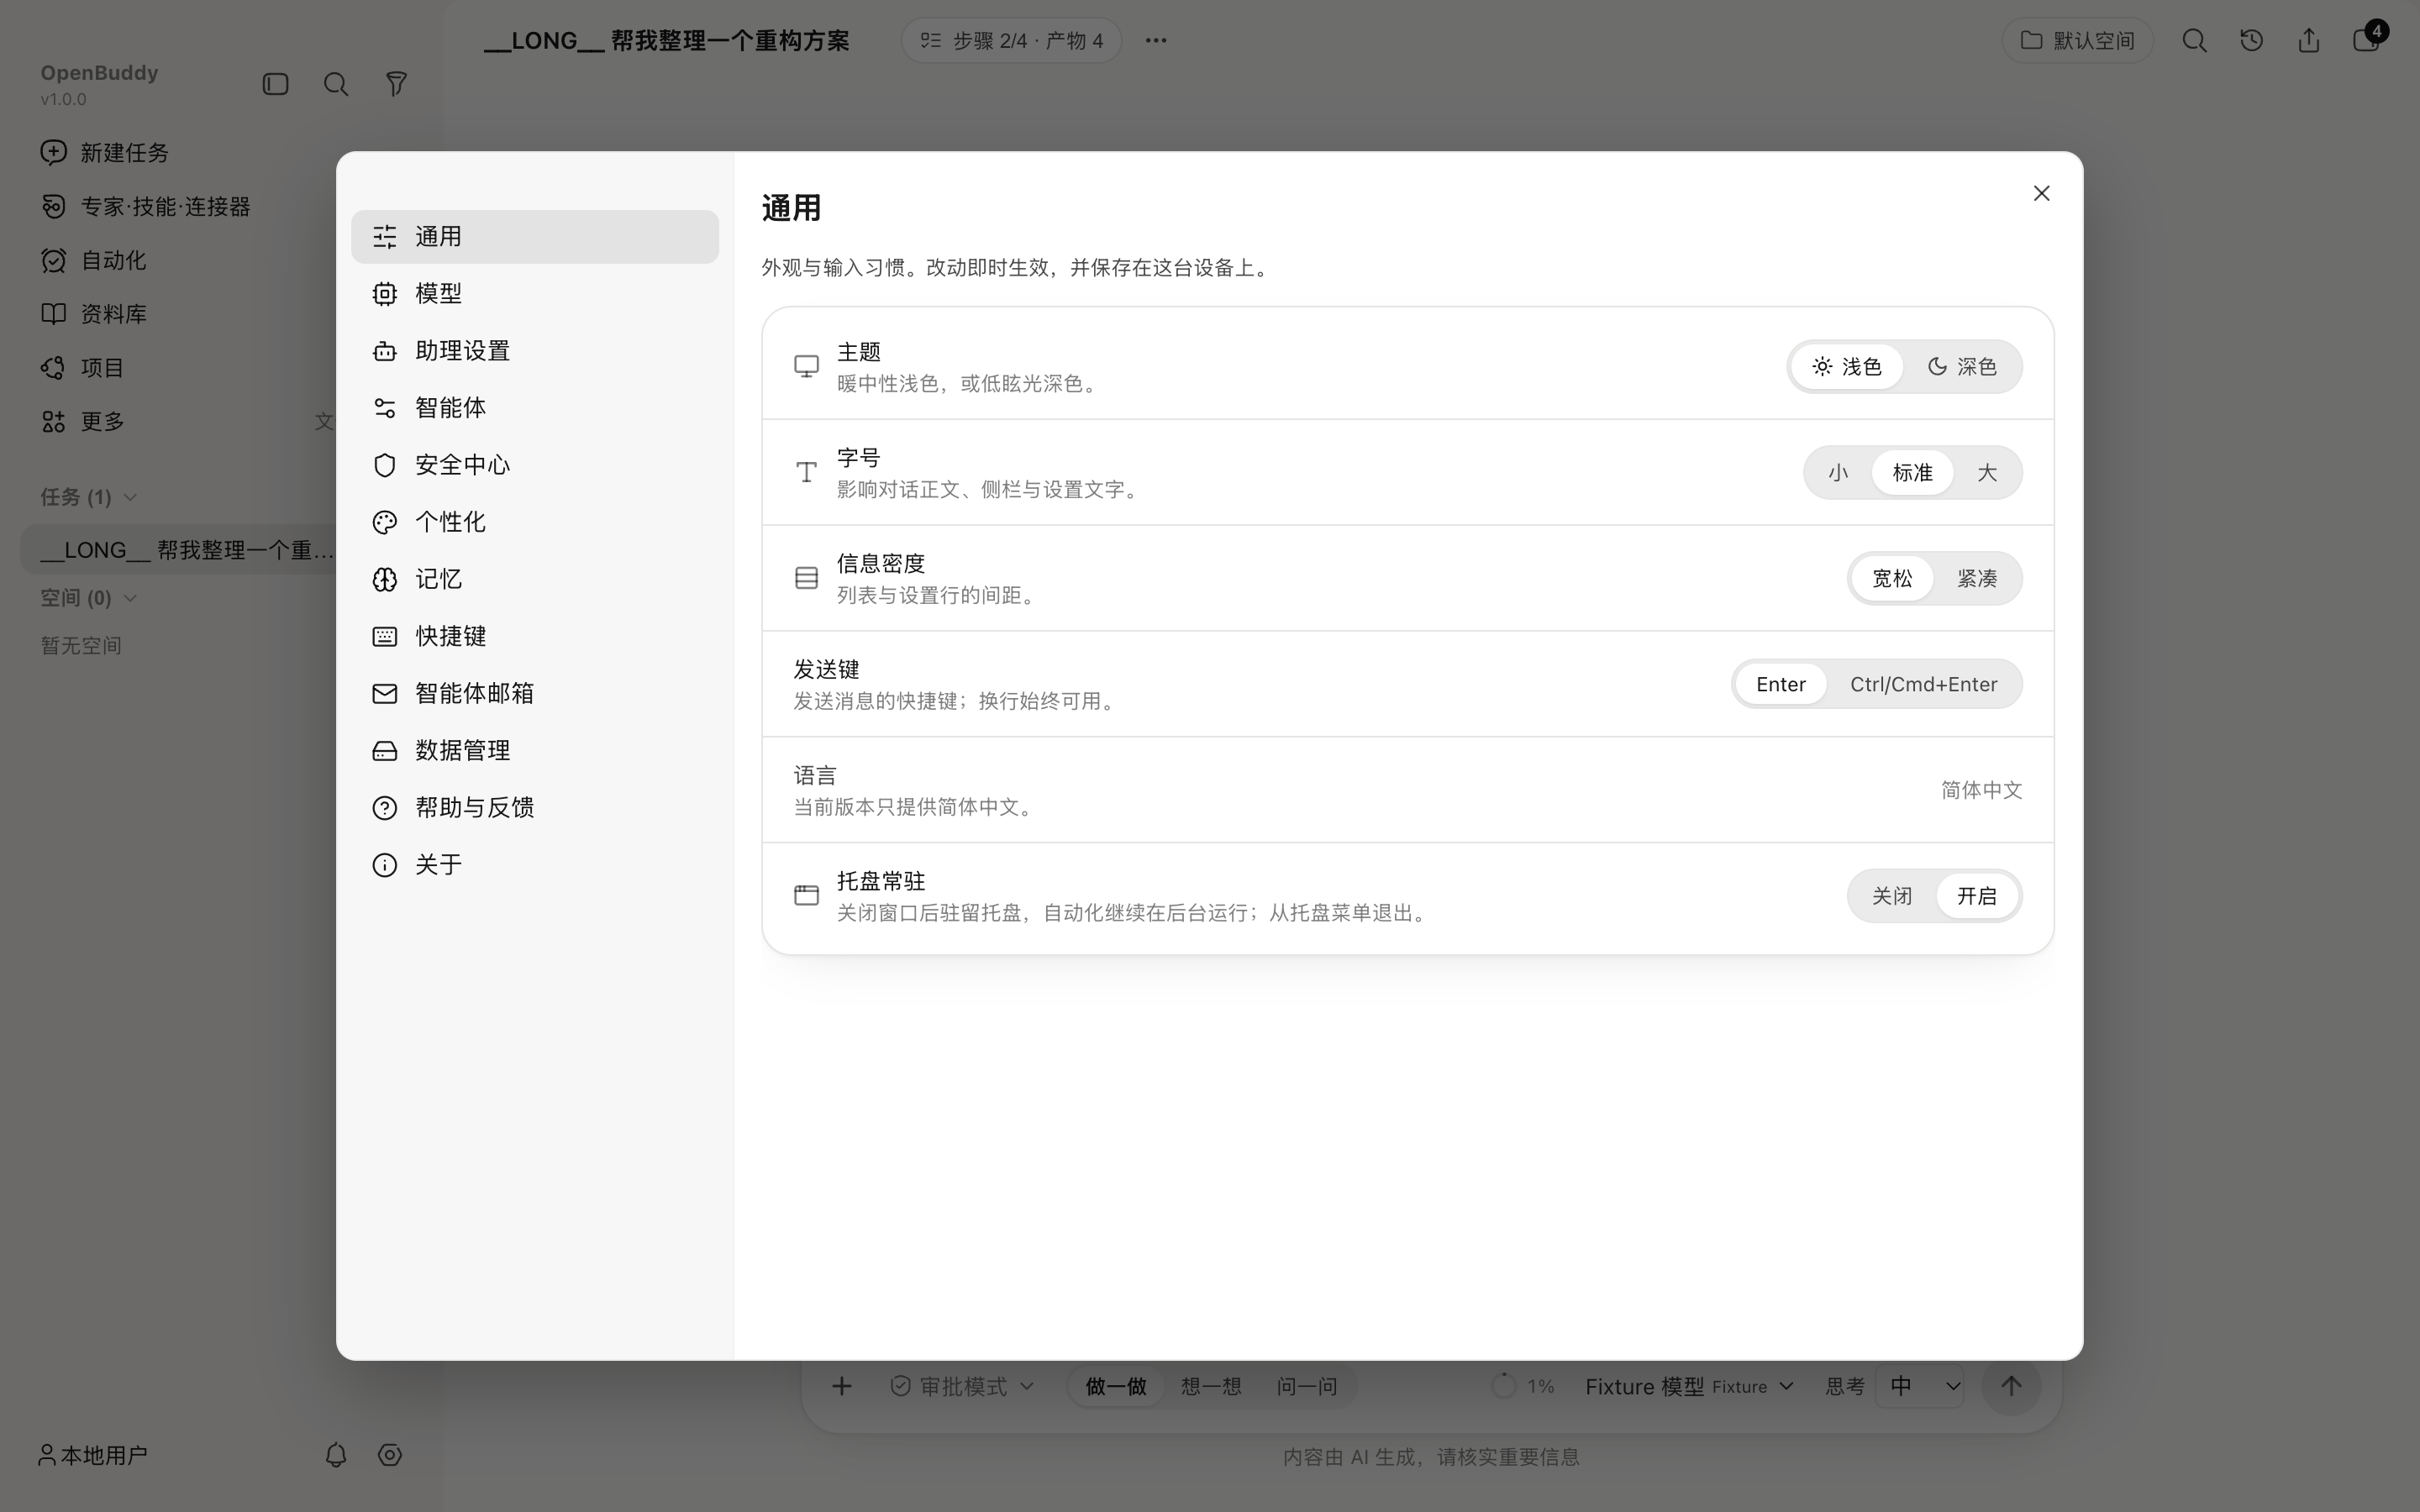 OpenBuddy
v1.0.0
新建任务
专家·技能·连接器
自动化
资料库
项目
更多
文
任务 (1)
__LONG__ 帮我整理一个重…
空间 (0)
暂无空间
本地用户
__LONG__ 帮我整理一个重构方案
步骤 2/4 · 产物 4
默认空间
4
通用
模型
助理设置
智能体
安全中心
个性化
记忆
快捷键
智能体邮箱
数据管理
帮助与反馈
关于
通用
外观与输入习惯。改动即时生效，并保存在这台设备上。
主题
暖中性浅色，或低眩光深色。
浅色 深色
字号
影响对话正文、侧栏与设置文字。
小 标准 大
信息密度
列表与设置行的间距。
宽松 紧凑
发送键
发送消息的快捷键；换行始终可用。
Enter Ctrl/Cmd+Enter
语言
当前版本只提供简体中文。
简体中文
托盘常驻
关闭窗口后驻留托盘，自动化继续在后台运行；从托盘菜单退出。
关闭 开启
审批模式 做一做 想一想 问一问 1% Fixture 模型 Fixture 思考 中
内容由 AI 生成，请核实重要信息